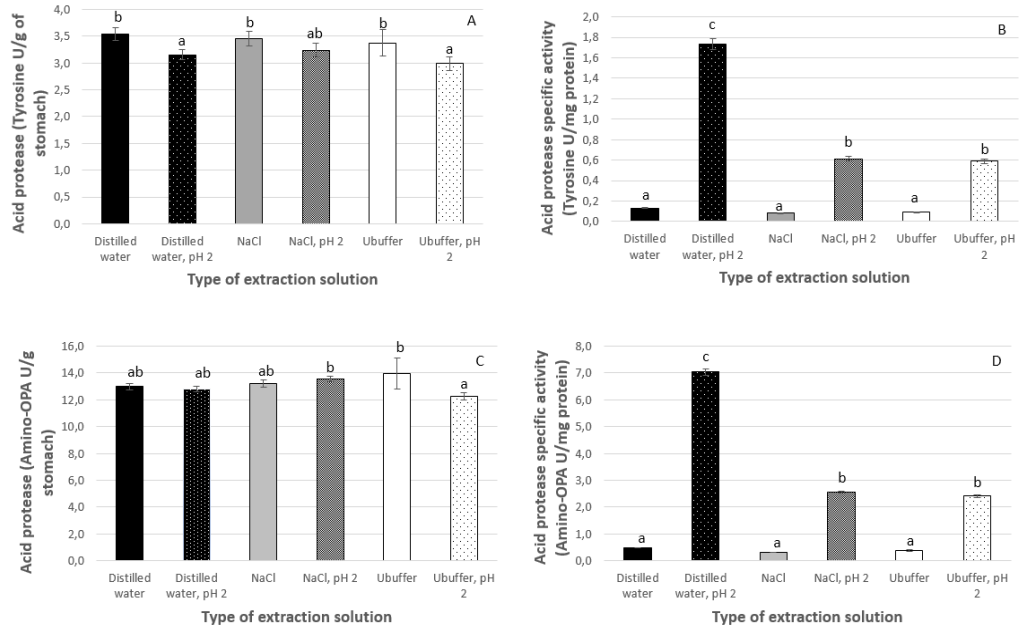 Acid protease (Tyrosine U/g of
stomach)
4,0
3,5
3,0
2,5
2,0
1,5
1,0
0,5
0,0
b
a
b
ab
b
a
A
Distilled
water
Distilled
water, pH 2
NaCl
NaCl, pH 2
Ubuffer
Ubuffer, pH
2
Type of extraction solution
Acid protease specific activity
(Tyrosine U/mg protein)
2,0
1,8
1,6
1,4
1,2
1,0
0,8
0,6
0,4
0,2
0,0
a
c
a
b
a
b
B
Distilled
water
Distilled
water, pH 2
NaCl
NaCl, pH 2
Ubuffer
Ubuffer, pH
2
Type of extraction solution
Acid protease (Amino-OPA U/g
stomach)
16,0
14,0
12,0
10,0
8,0
6,0
4,0
2,0
0,0
ab
ab
ab
b
b
a
C
Distilled
water
Distilled
water, pH 2
NaCl
NaCl, pH 2
Ubuffer
Ubuffer, pH
2
Type of extraction solution
Acid protease specific activity
(Amino-OPA U/mg protein)
8,0
7,0
6,0
5,0
4,0
3,0
2,0
1,0
0,0
a
c
a
b
a
b
D
Distilled
water
Distilled
water, pH 2
NaCl
NaCl, pH 2
Ubuffer
Ubuffer, pH
2
Type of extraction solution